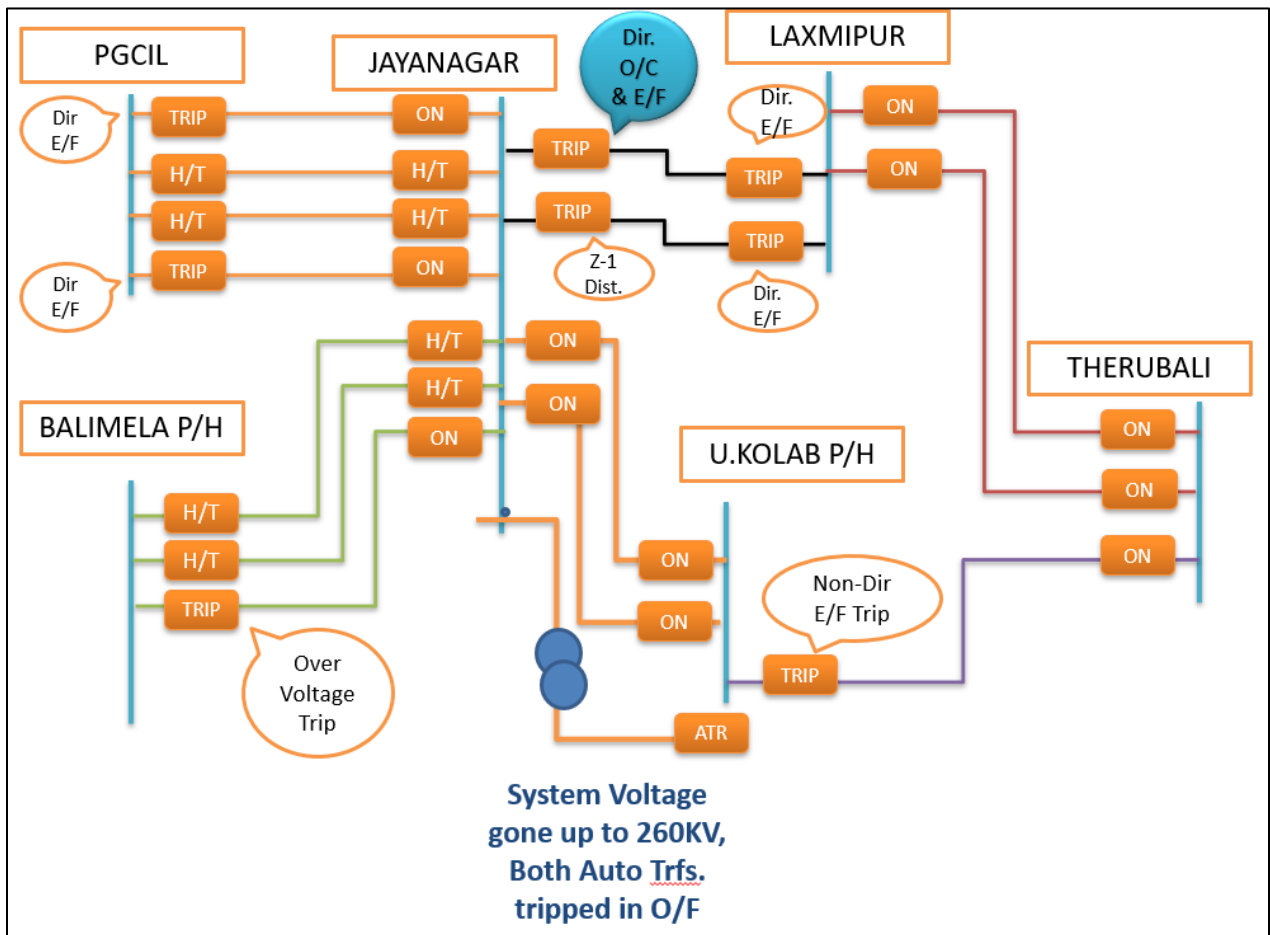 PGCIL
JAYANAGAR
Dir.
O/C
& E/F
LAXMIPUR
Dir
E/F
TRIP
ON
TRIP
Dir.
E/F
ON
H/T
H/T
TRIP
ON
H/T
H/T
TRIP
TRIP
Dir
E/F
TRIP
ON
Z-1
Dist.
Dir.
E/F
H/T
ON
THERUBALI
H/T
ON
BALIMELA P/H
ON
U.KOLAB P/H
ON
H/T
ON
H/T
ON
ON
TRIP
ON
Non-Dir
E/F Trip
Over
Voltage
Trip
TRIP
ATR
System Voltage
gone up to 260KV,
Both Auto Trfs.
tripped in O/F